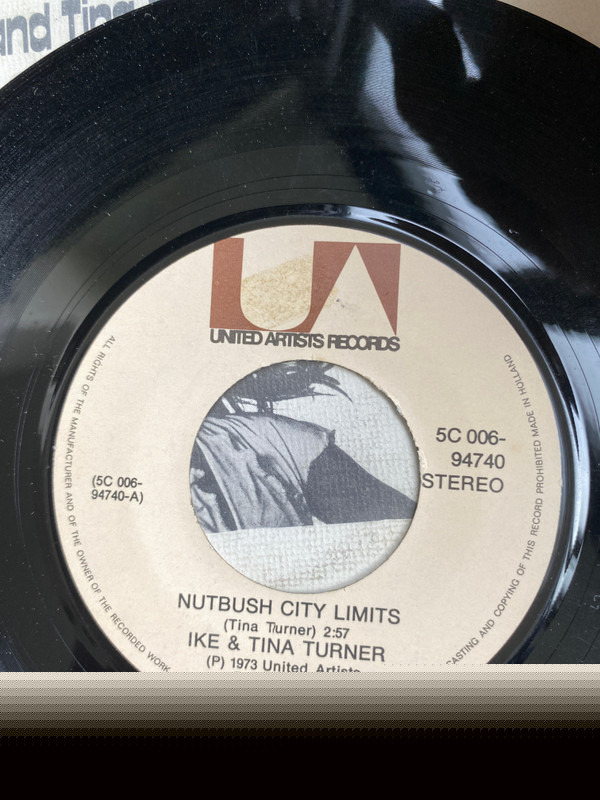 and Tina
UNITED ARTISTS RECORDS
5C 006-
94740
STEREO
(5C 006-
94740-A)
NUTBUSH CITY LIMITS
(Tina Turner) 2:57
IKE & TINA TURNER
(P) 1973 United Artists
ALL RIGHTS OF THE MANUFACTURER AND OF THE OWNER OF THE RECORDED WORK
CASTING AND COPYING OF THIS RECORD PROHIBITED MADE IN HOLLAND